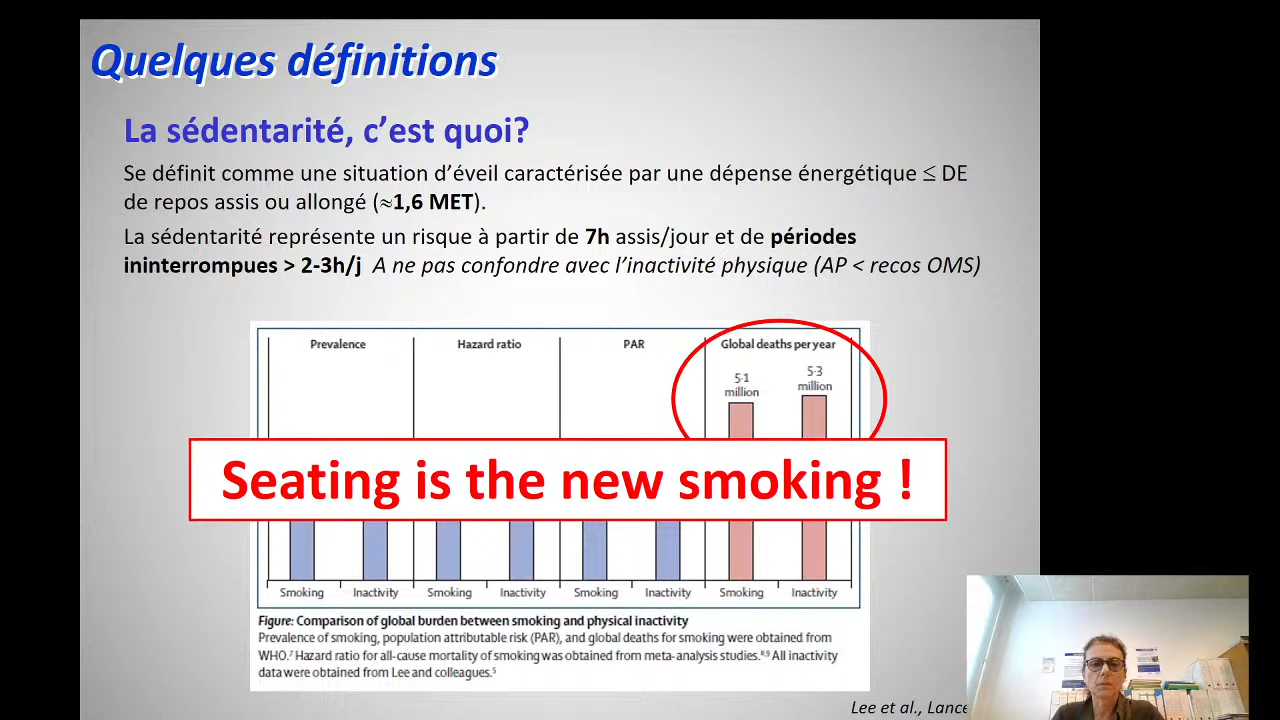 Quelques définitions
La sédentarité, c’est quoi?
Se définit comme une situation d’éveil caractérisée par une dépense énergétique ≤ DE
de repos assis ou allongé (≈1,6 MET).
La sédentarité représente un risque à partir de 7h assis/jour et de périodes
ininterrompues > 2-3h/j A ne pas confondre avec l’inactivité physique (AP < recos OMS)
Prevalence Hazard ratio PAR Global deaths per year
5·1 million 5·3 million
Seating is the new smoking !
Smoking Inactivity Smoking Inactivity Smoking Inactivity Smoking Inactivity
Figure: Comparison of global burden between smoking and physical inactivity
Prevalence of smoking, population attributable risk (PAR), and global deaths for smoking were obtained from
WHO.⁷ Hazard ratio for all-cause mortality of smoking was obtained from meta-analysis studies.⁸,⁹ All inactivity
data were obtained from Lee and colleagues.⁵
Lee et al., Lance